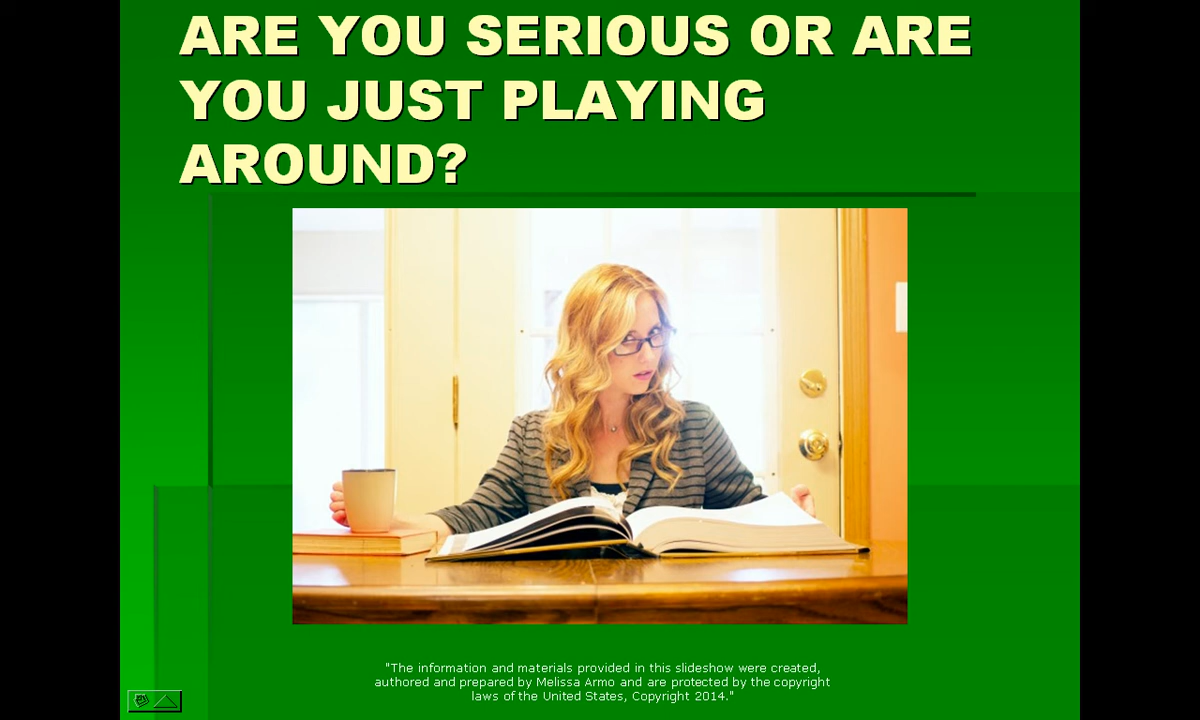 ARE YOU SERIOUS OR ARE
YOU JUST PLAYING
AROUND?
"The information and materials provided in this slideshow were created,
authored and prepared by Melissa Armo and are protected by the copyright
laws of the United States, Copyright 2014."